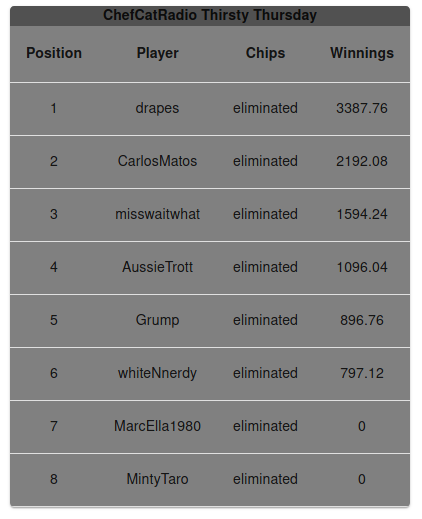 ChefCatRadio Thirsty Thursday
Position Player Chips Winnings
1 drapes eliminated 3387.76
2 CarlosMatos eliminated 2192.08
3 misswaitwhat eliminated 1594.24
4 AussieTrott eliminated 1096.04
5 Grump eliminated 896.76
6 whiteNnerdy eliminated 797.12
7 MarcElla1980 eliminated 0
8 MintyTaro eliminated 0